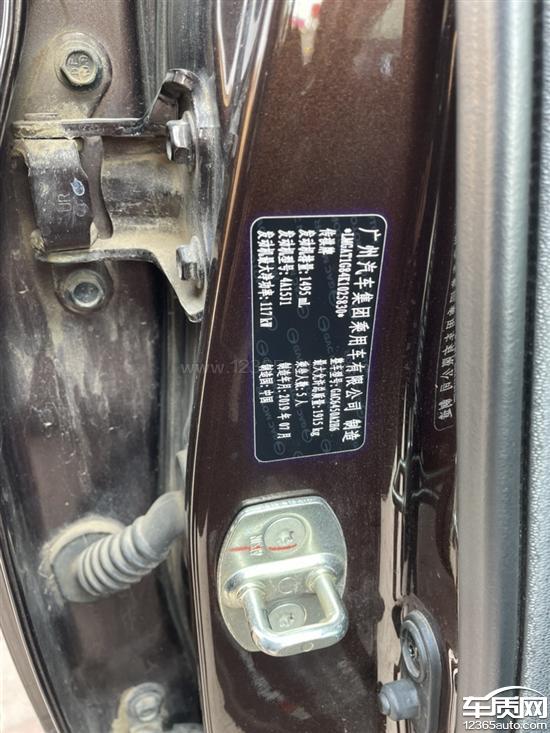 广州汽车集团乘用车有限公司 制造
*LMGAT1G84K1025830*
传祺牌 整车型号: GAC6450A2B6
发动机排量: 1495 ml 最大允许总质量: 1915 kg
发动机型号: 4A15J1 乘坐人数: 5 人
发动机最大净功率: 117 kW 制造年月: 2019 年 07 月
制造国: 中国
车质网
12365auto.com